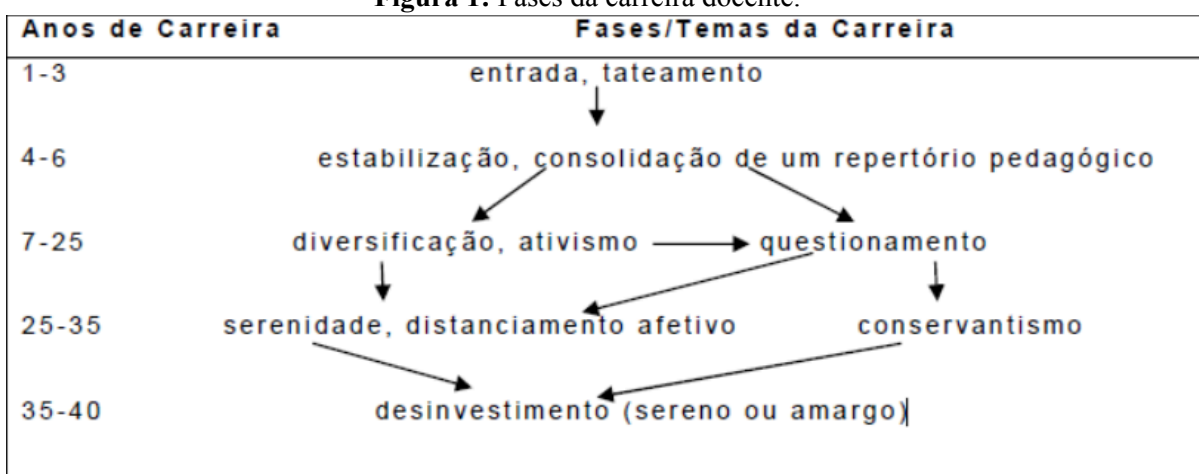 Figura 1. Fases da carreira docente.
Anos de Carreira Fases/Temas da Carreira
1-3 entrada, tateamento
4-6 estabilização, consolidação de um repertório pedagógico
7-25 diversificação, ativismo questionamento
25-35 serenidade, distanciamento afetivo conservantismo
35-40 desinvestimento (sereno ou amargo)